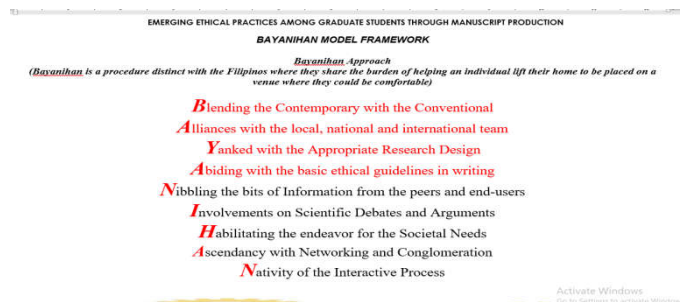 EMERGING ETHICAL PRACTICES AMONG GRADUATE STUDENTS THROUGH MANUSCRIPT PRODUCTION
BAYANIHAN MODEL FRAMEWORK
Bayanihan Approach
(Bayanihan is a procedure distinct with the Filipinos where they share the burden of helping an individual lift their home to be placed on a
venue where they could be comfortable)
Blending the Contemporary with the Conventional
Alliances with the local, national and international team
Yanked with the Appropriate Research Design
Abiding with the basic ethical guidelines in writing
Nibbling the bits of Information from the peers and end-users
Involvements on Scientific Debates and Arguments
Habilitating the endeavor for the Societal Needs
Ascendancy with Networking and Conglomeration
Nativity of the Interactive Process
Activate Windows